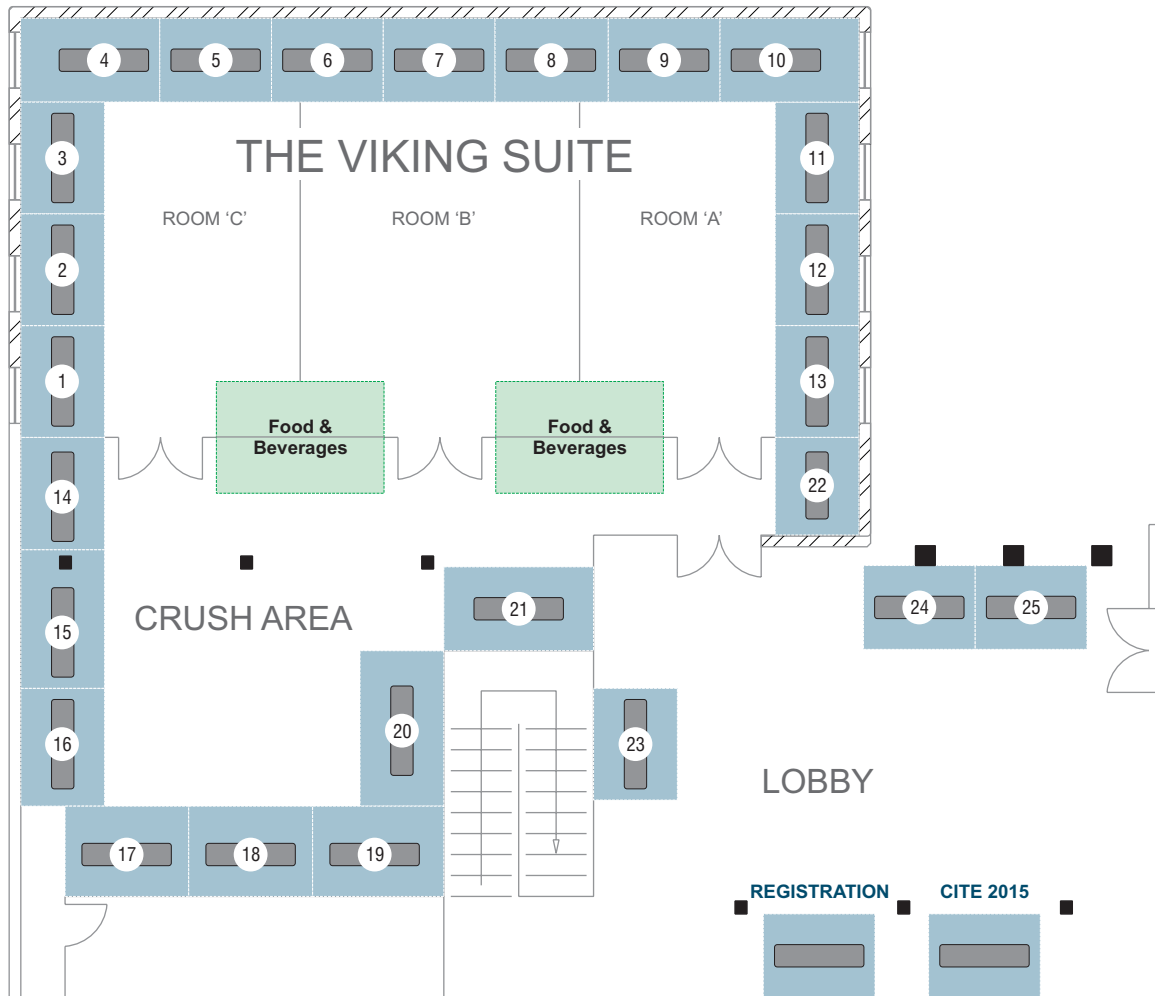 4
5
6
7
8
9
10
3
THE VIKING SUITE
11
ROOM ‘C’
ROOM ‘B’
ROOM ‘A’
2
12
1
13
Food &
Beverages
Food &
Beverages
14
22
21
24
25
CRUSH AREA
15
16
20
23
LOBBY
17
18
19
REGISTRATION
CITE 2015